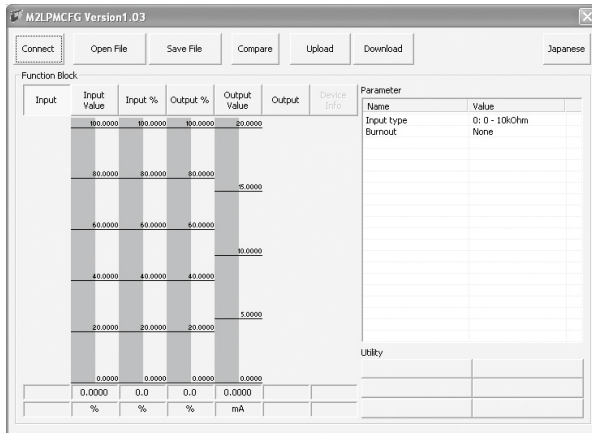 M2LPMCFG Version1.03
Connect Open File Save File Compare Upload Download Japanese
Function Block
Input Input Value Input % Output % Output Value Output Device Info
100.0000 100.0000 100.0000 20.0000
80.0000 80.0000 80.0000
15.0000
60.0000 60.0000 60.0000
10.0000
40.0000 40.0000 40.0000
5.0000
20.0000 20.0000 20.0000
0.0000 0.0000 0.0000 0.0000
0.0000 0.0 0.0 0.0000
% % % mA
Parameter
Name Value
Input type 0: 0 - 10kOhm
Burnout None
Utility